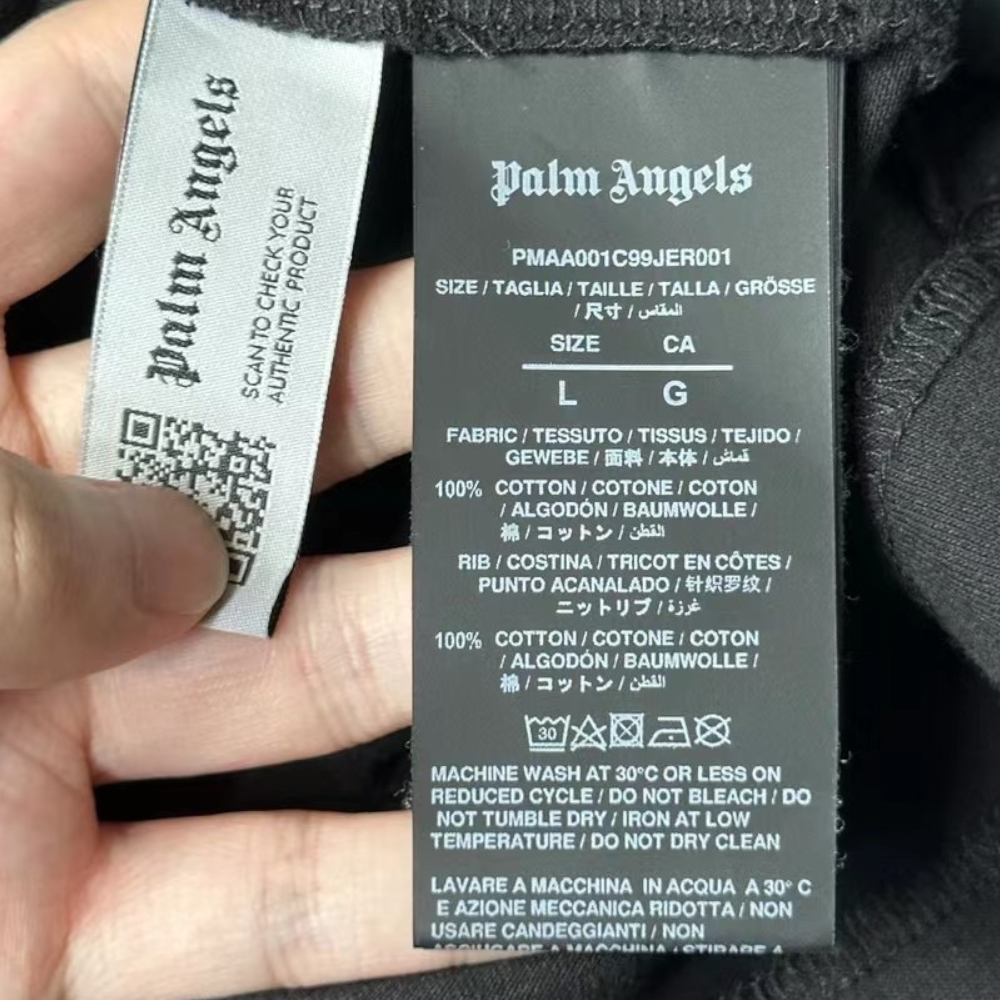 Palm Angels
SCAN TO CHECK YOUR
AUTHENTIC PRODUCT
Palm Angels
PMAA001C99JER001
SIZE / TAGLIA / TAILLE / TALLA / GRÖSSE
/ 尺寸 / المقاس
SIZE CA
L G
FABRIC / TESSUTO / TISSUS / TEJIDO /
GEWEBE / 面料 / 本体 / قماش
100% COTTON / COTONE / COTON
/ ALGODÓN / BAUMWOLLE /
棉 / コットン / القطن
RIB / COSTINA / TRICOT EN CÔTES /
PUNTO ACANALADO / 针织罗纹 /
ニットリブ / غرزة
100% COTTON / COTONE / COTON
/ ALGODÓN / BAUMWOLLE /
棉 / コットン / القطن
30
MACHINE WASH AT 30°C OR LESS ON
REDUCED CYCLE / DO NOT BLEACH / DO
NOT TUMBLE DRY / IRON AT LOW
TEMPERATURE / DO NOT DRY CLEAN
LAVARE A MACCHINA IN ACQUA A 30° C
E AZIONE MECCANICA RIDOTTA / NON
USARE CANDEGGIANTI / NON
ASCIUGARE A MACCHINA / STIRARE A